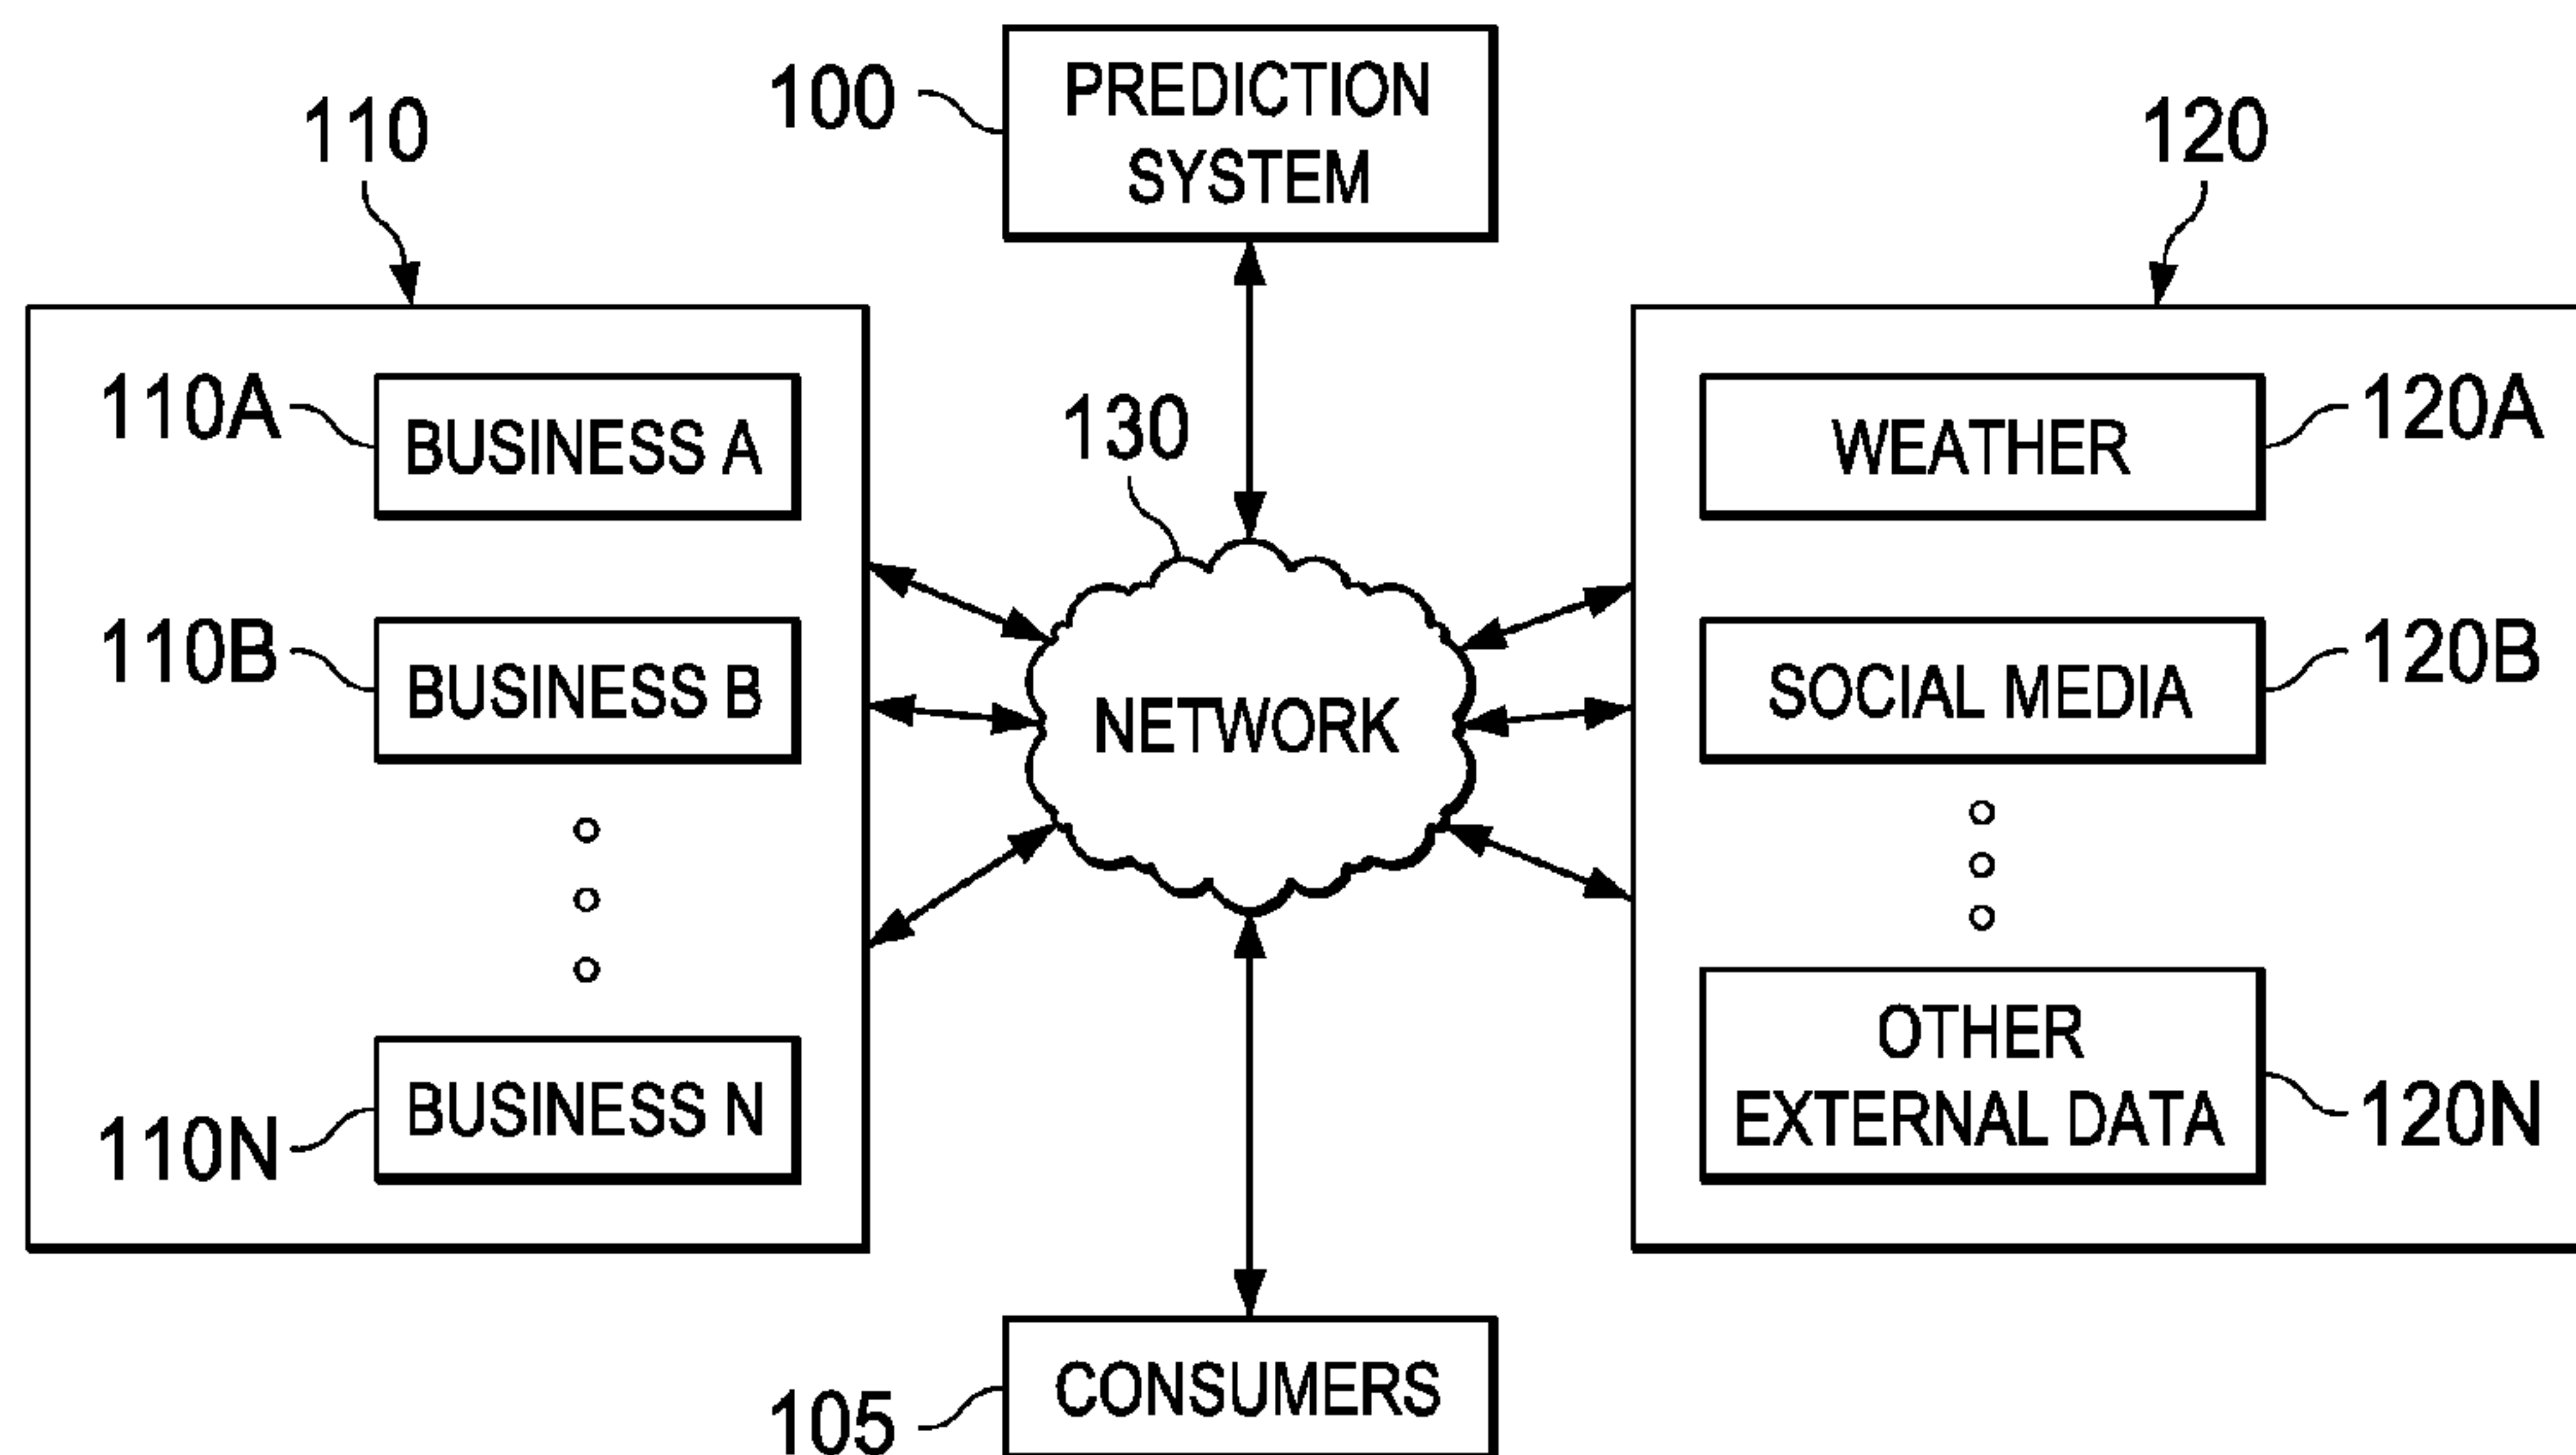 100
PREDICTION
SYSTEM
110
110A
BUSINESS A
110B
BUSINESS B
110N
BUSINESS N
130
NETWORK
120
WEATHER
120A
SOCIAL MEDIA
120B
OTHER
EXTERNAL DATA
120N
105
CONSUMERS